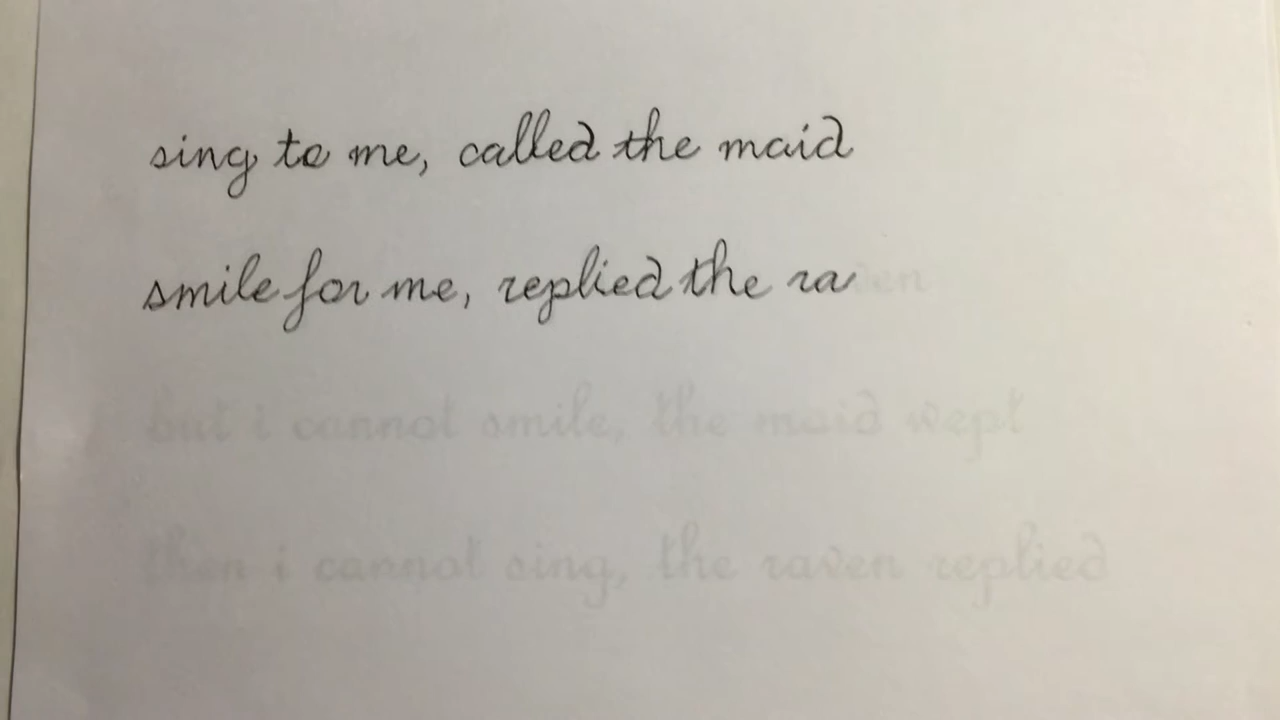 sing to me, called the maid
smile for me, replied the raven
but i cannot smile, the maid wept
then i cannot sing, the raven replied